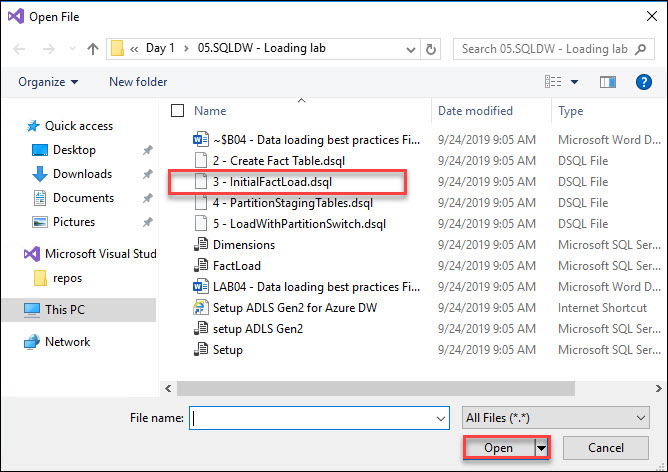 Open File
Day 1 05.SQLDW - Loading lab Search 05.SQLDW - Loading lab
Organize New folder
Name Date modified Type
Quick access
Desktop
Downloads
Documents
Pictures
Microsoft Visual Stud
repos
This PC
Network
~$B04 - Data loading best practices Fi... 9/24/2019 9:05 AM Microsoft Word D...
2 - Create Fact Table.dsql 9/24/2019 9:05 AM DSQL File
3 - InitialFactLoad.dsql 9/24/2019 9:05 AM DSQL File
4 - PartitionStagingTables.dsql 9/24/2019 9:05 AM DSQL File
5 - LoadWithPartitionSwitch.dsql 9/24/2019 9:05 AM DSQL File
Dimensions 9/24/2019 9:05 AM Microsoft SQL Ser...
FactLoad 9/24/2019 9:05 AM Microsoft SQL Ser...
LAB04 - Data loading best practices Fi... 9/24/2019 9:05 AM Microsoft Word D...
Setup ADLS Gen2 for Azure DW 9/24/2019 9:05 AM Internet Shortcut
setup ADLS Gen2 9/24/2019 9:05 AM Microsoft SQL Ser...
Setup 9/24/2019 9:05 AM Microsoft SQL Ser...
File name: All Files (*.*)
Open Cancel